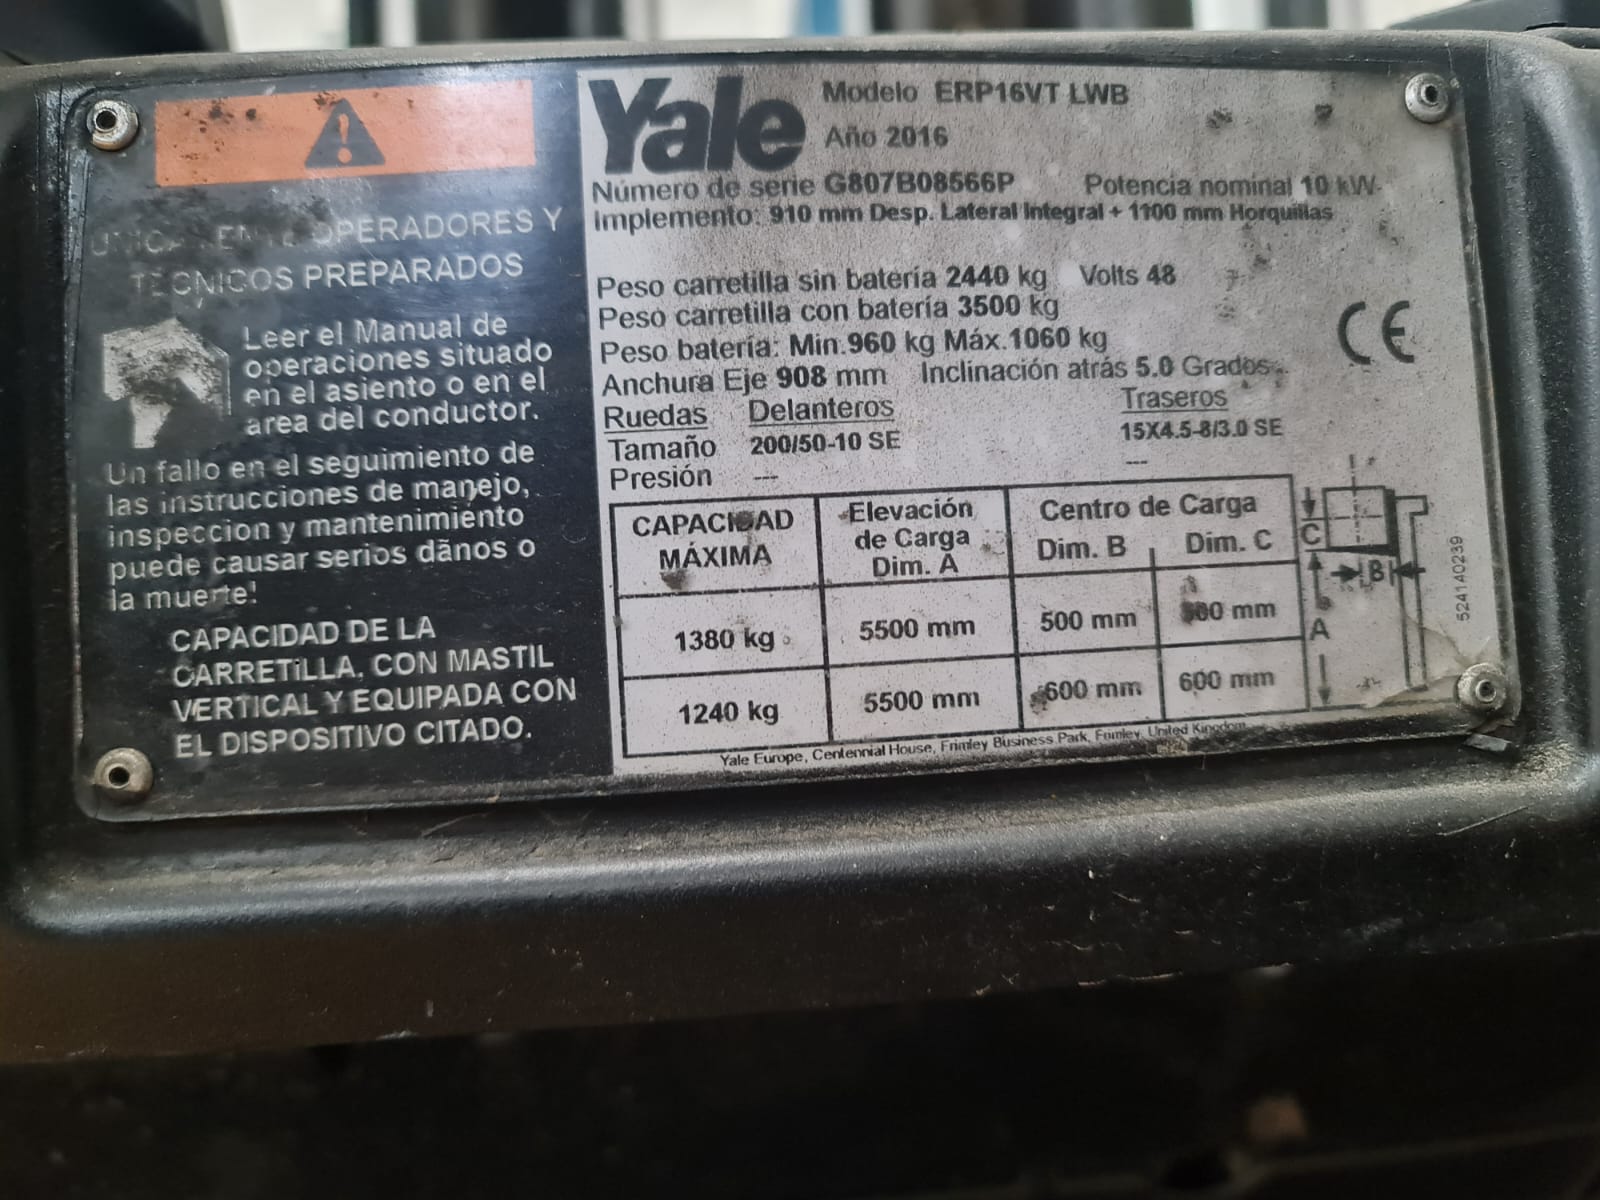 OPERADORES Y
TECNICOS PREPARADOS
Leer el Manual de
operaciones situado
en el asiento o en el
area del conductor.
Un fallo en el seguimiento de
las instrucciones de manejo,
inspeccion y mantenimiento
puede causar serios dãnos o
la muerte!
CAPACIDAD DE LA
CARRETiLLA, CON MASTIL
VERTICAL Y EQUIPADA CON
EL DISPOSITIVO CITADO.
Yale
Modelo ERP16VT LWB
Año 2016
Número de serie G807B08566P Potencia nominal 10 kW
Implemento: 910 mm Desp. Lateral Integral + 1100 mm Horquillas
Peso carretilla sin batería 2440 kg Volts 48
Peso carretilla con batería 3500 kg
Peso batería: Min.960 kg Máx.1060 kg
Anchura Eje 908 mm Inclinación atrás 5.0 Grados
Ruedas Delanteros Traseros
Tamaño 200/50-10 SE 15X4.5-8/3.0 SE
Presión --- ---
CE
CAPACIDAD MÁXIMA
Elevación de Carga Dim. A
Centro de Carga
Dim. B Dim. C
1380 kg 5500 mm 500 mm mm
1240 kg 5500 mm 600 mm 600 mm
C
B
A
524140239
Yale Europe, Centennial House, Frimley Business Park, Frimley, United Kingdom